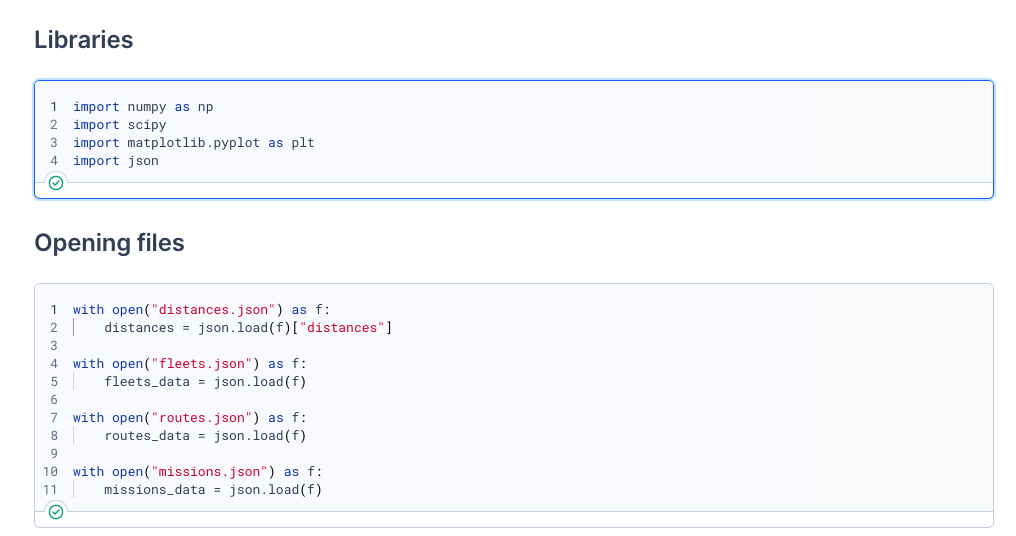 Libraries
1 import numpy as np
2 import scipy
3 import matplotlib.pyplot as plt
4 import json
Opening files
1 with open("distances.json") as f:
2     distances = json.load(f)["distances"]
3
4 with open("fleets.json") as f:
5     fleets_data = json.load(f)
6
7 with open("routes.json") as f:
8     routes_data = json.load(f)
9
10 with open("missions.json") as f:
11     missions_data = json.load(f)